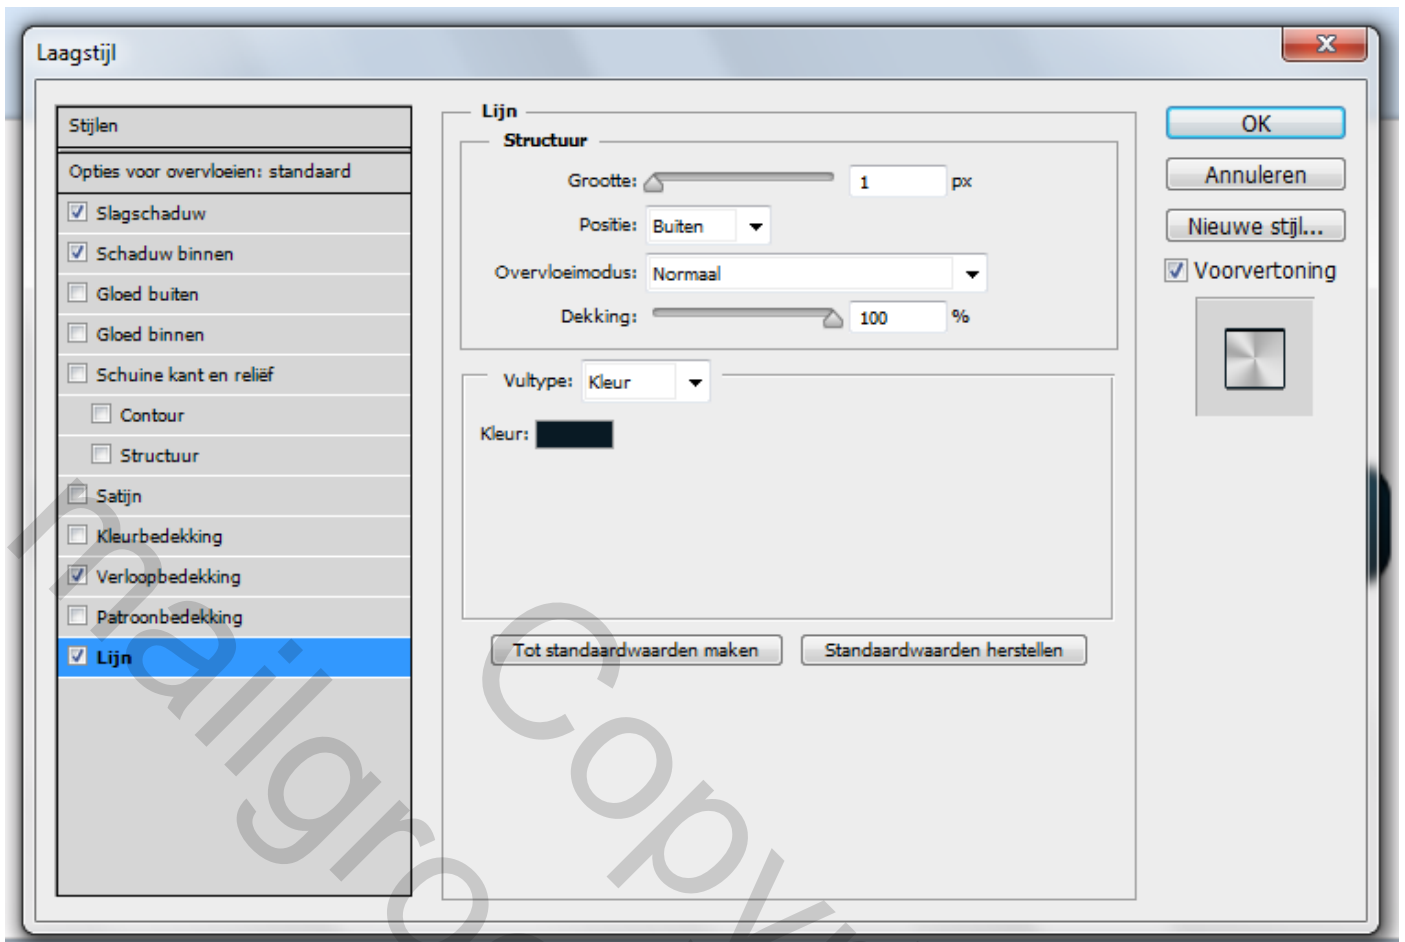 Laagstijl
Stijlen
Opties voor overvloeien: standaard
Slagschaduw
Schaduw binnen
Gloed buiten
Gloed binnen
Schuine kant en reliëf
Contour
Structuur
Satijn
Kleurbedekking
Verloopbedekking
Patroonbedekking
Lijn
Lijn
Structuur
Grootte: 1 px
Positie: Buiten
Overvloeimodus: Normaal
Dekking: 100 %
Vultype: Kleur
Kleur:
Tot standaardwaarden maken Standaardwaarden herstellen
OK
Annuleren
Nieuwe stijl...
Voorvertoning